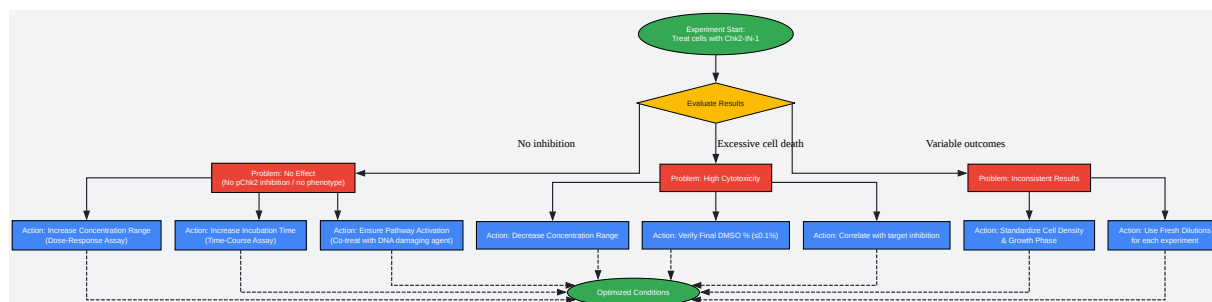 Experiment Start:
Treat cells with Chk2-IN-1
Evaluate Results
No inhibition
Excessive cell death
Variable outcomes
Problem: No Effect
(No pChk2 inhibition / no phenotype)
Problem: High Cytotoxicity
Problem: Inconsistent Results
Action: Increase Concentration Range
(Dose-Response Assay)
Action: Increase Incubation Time
(Time-Course Assay)
Action: Ensure Pathway Activation
(Co-treat with DNA damaging agent)
Action: Decrease Concentration Range
Action: Verify Final DMSO % (≤0.1%)
Action: Correlate with target inhibition
Action: Standardize Cell Density
& Growth Phase
Action: Use Fresh Dilutions
for each experiment
Optimized Conditions